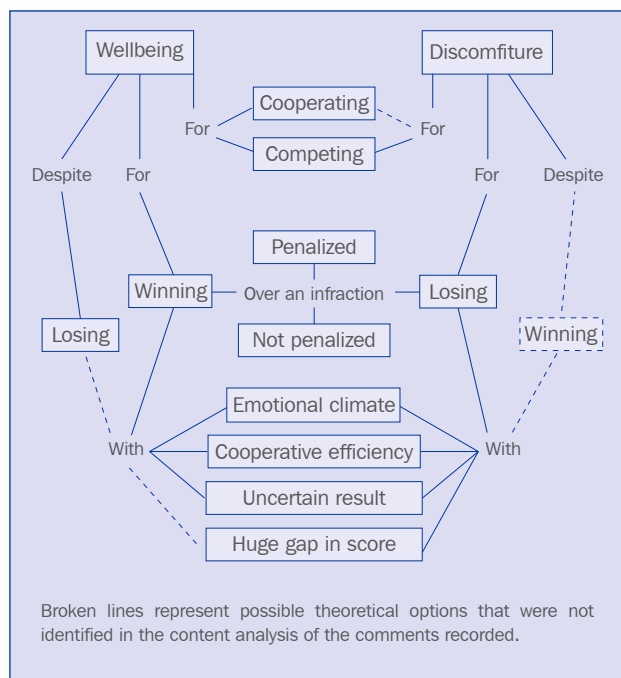 Wellbeing
Discomfiture
Cooperating
For
For
Competing
Despite
For
For
Despite
Penalized
Winning
Over an infraction
Losing
Losing
Not penalized
Winning
Emotional climate
With
Cooperative efficiency
With
Uncertain result
Huge gap in score
Broken lines represent possible theoretical options that were not
identified in the content analysis of the comments recorded.